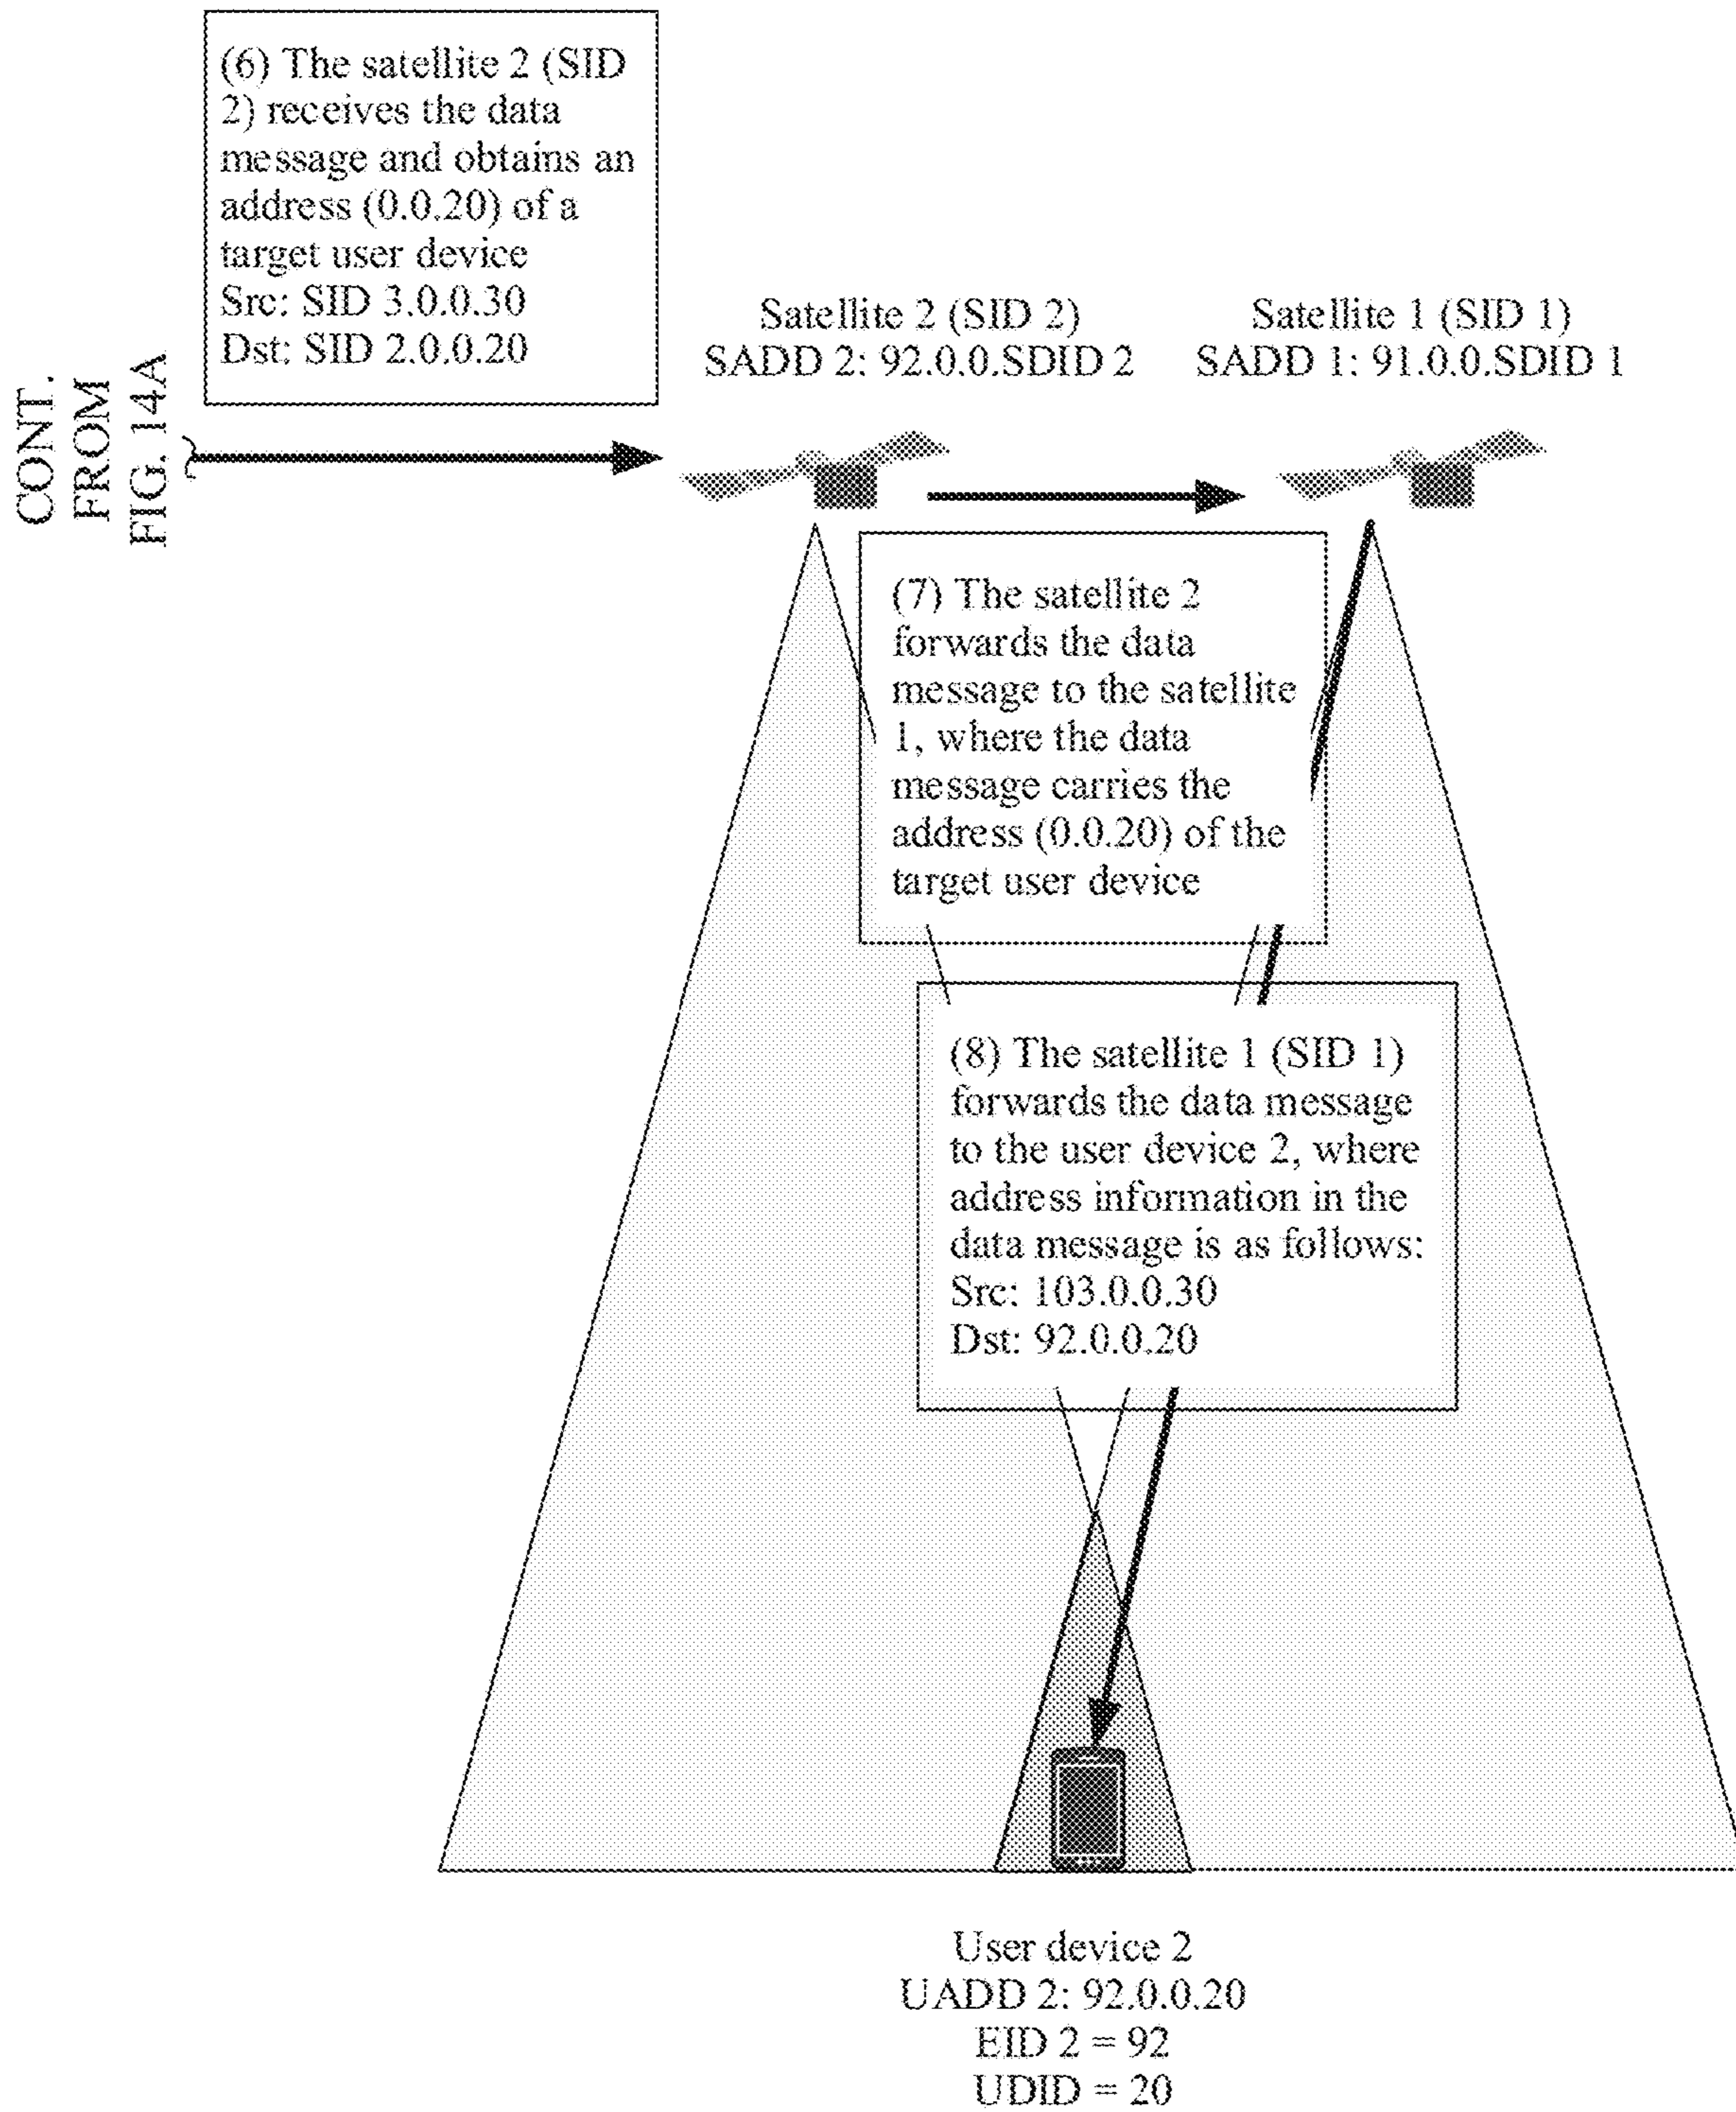 CONT.
FROM
FIG. 14A
(6) The satellite 2 (SID
2) receives the data
message and obtains an
address (0.0.20) of a
target user device
Src: SID 3.0.0.30
Dst: SID 2.0.0.20
Satellite 2 (SID 2)
SADD 2: 92.0.0.SDID 2
Satellite 1 (SID 1)
SADD 1: 91.0.0.SDID 1
(7) The satellite 2
forwards the data
message to the satellite
1, where the data
message carries the
address (0.0.20) of the
target user device
(8) The satellite 1 (SID 1)
forwards the data message
to the user device 2, where
address information in the
data message is as follows:
Src: 103.0.0.30
Dst: 92.0.0.20
User device 2
UADD 2: 92.0.0.20
EID 2 = 92
UDID = 20